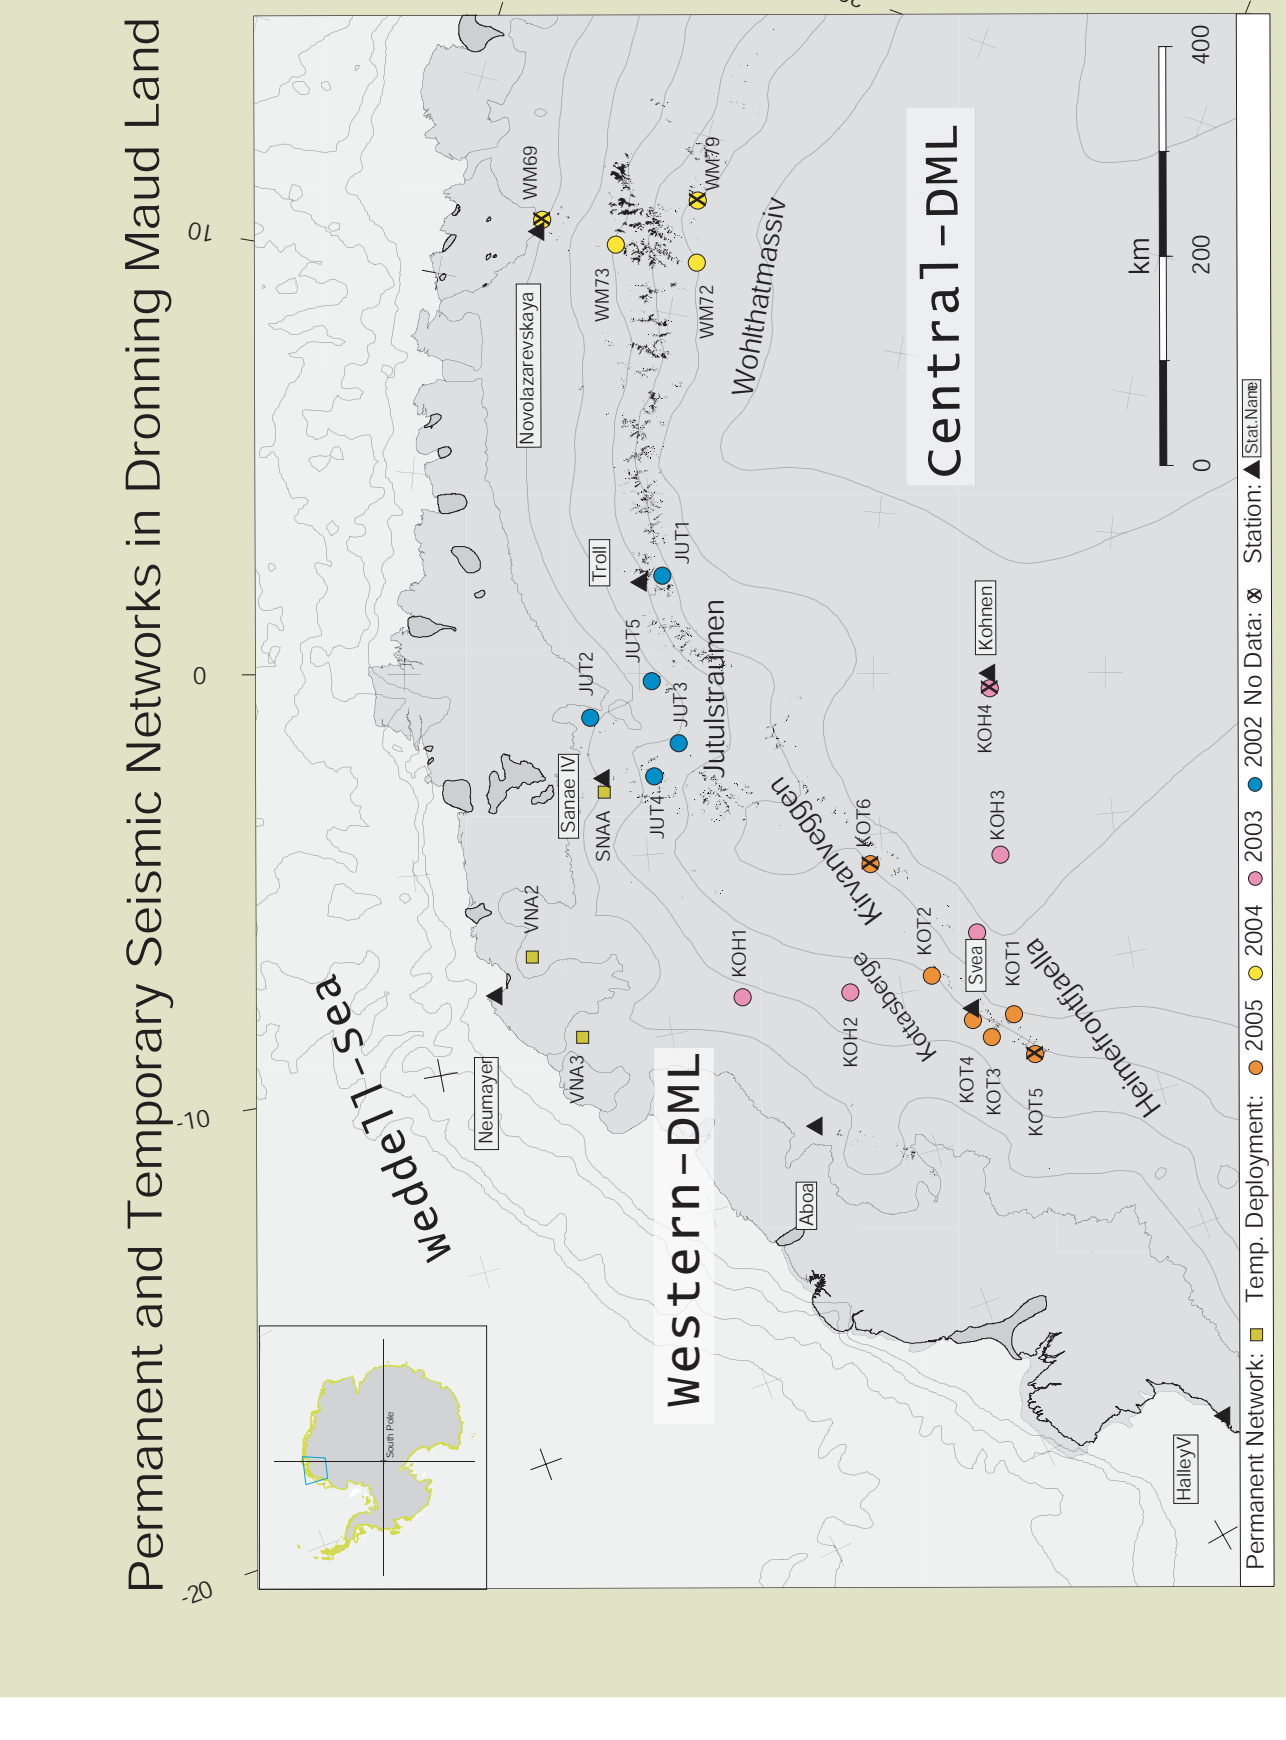 Permanent and Temporary Seismic Networks in Dronning Maud Land
-20
-10
0
10
South Pole
Weddell-Sea
Neumayer
VNA2
VNA3
Sanae IV
SNAA
JUT2
JUT5
JUT3
JUT4
JUT1
Troll
Jutulstraumen
Novolazarevskaya
WM69
WM73
WM72
WM79
Wohlthatmassiv
Western-DML
Central-DML
KOH1
KOH2
KOH3
KOH4
Kohnen
Kirvanveggen
Kottasberge
Heimefrontfjaella
KOT6
KOT2
Svea
KOT1
KOT4
KOT3
KOT5
Aboa
HalleyV
km
0 200 400
Permanent Network: Temp. Deployment: 2005 2004 2003 2002 No Data: Station: Stat.Name